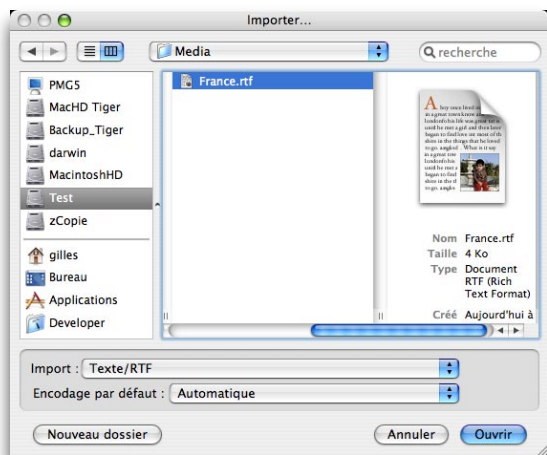 Importer...
Media
recherche
PMG5
MacHD Tiger
Backup_Tiger
darwin
MacintoshHD
Test
zCopie
gilles
Bureau
Applications
Developer
France.rtf
Nom France.rtf
Taille 4 Ko
Type Document
RTF (Rich
Text Format)
Créé Aujourd'hui à
Import : Texte/RTF
Encodage par défaut : Automatique
Nouveau dossier
Annuler
Ouvrir